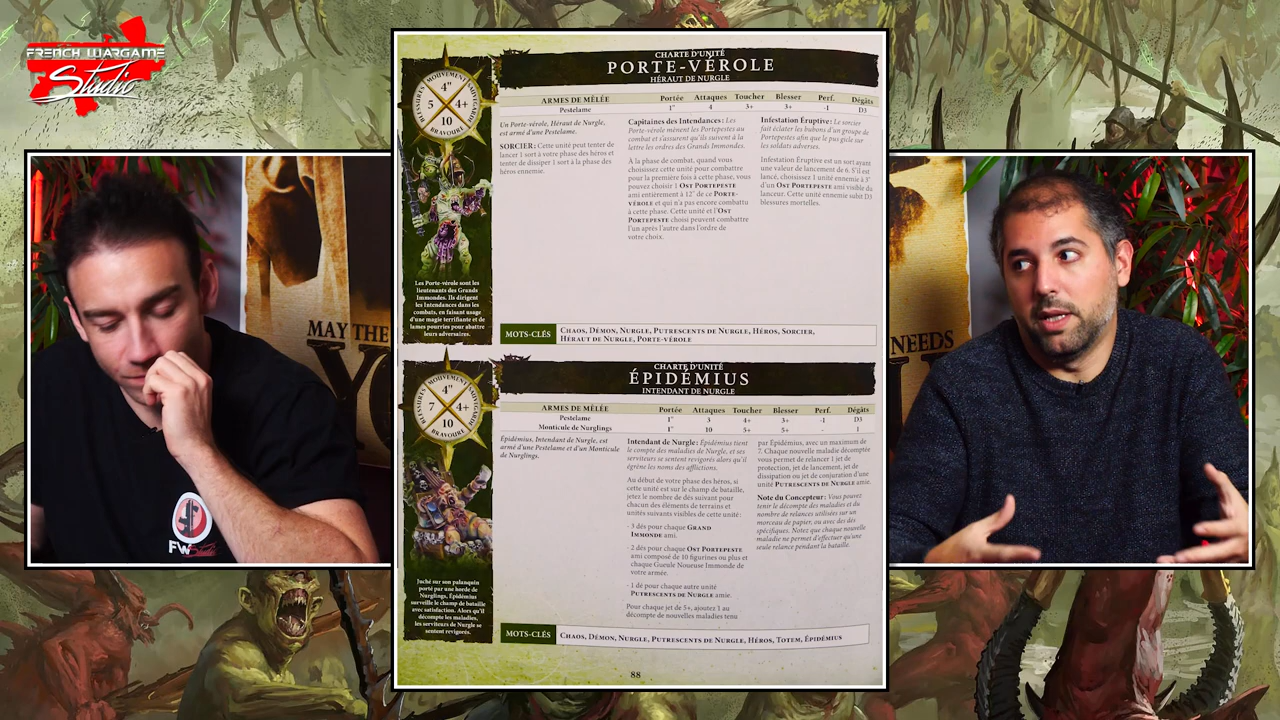 FRENCH WARGAME
Studio
MAY THE
YO
FW
NEEDS
CHARTE D'UNITÉ
PORTE-VÉROLE
HÉRAUT DE NURGLE
MOUVEMENT
4"
BLESSURES
5
4+
SAUVEGARDE
10
BRAVOURE
ARMES DE MÊLÉE Portée Attaques Toucher Blesser Perf. Dégâts
Pestelame 1" 4 3+ 3+ -1 D3
Un Porte-vérole, Héraut de Nurgle,
est armé d'une Pestelame.
SORCIER : Cette unité peut tenter de
lancer 1 sort à votre phase des héros et
tenter de dissiper 1 sort à la phase des
héros ennemie.
Capitaines des Intendances : Les
Porte-vérole mènent les Portepestes au
combat et s'assurent qu'ils suivent à la
lettre les ordres des Grands Immondes.
À la phase de combat, quand vous
choisissez cette unité pour combattre
pour la première fois à cette phase, vous
pouvez choisir 1 OST PORTEPESTE
ami entièrement à 12" de ce PORTE-
VÉROLE et qui n'a pas encore combattu
à cette phase. Cette unité et l'OST
PORTEPESTE choisi peuvent combattre
l'un après l'autre dans l'ordre de
votre choix.
Infestation Éruptive : Le sorcier
fait éclater les bubons d'un groupe de
Portepestes afin que le pus gicle sur
les soldats adverses.
Infestation Éruptive est un sort ayant
une valeur de lancement de 6. S'il est
lancé, choisissez 1 unité ennemie à 3"
d'un OST PORTEPESTE ami visible du
lanceur. Cette unité ennemie subit D3
blessures mortelles.
Les Porte-vérole sont les
lieutenants des Grands
Immondes. Ils dirigent
les Intendances dans les
combats, en faisant usage
d'une magie terrifiante et de
lames pourries pour abattre
leurs adversaires.
MOTS-CLÉS
CHAOS, DÉMON, NURGLE, PUTRESCENTS DE NURGLE, HÉROS, SORCIER,
HÉRAUT DE NURGLE, PORTE-VÉROLE
CHARTE D'UNITÉ
ÉPIDÉMIUS
INTENDANT DE NURGLE
MOUVEMENT
4"
BLESSURES
7
4+
SAUVEGARDE
10
BRAVOURE
ARMES DE MÊLÉE Portée Attaques Toucher Blesser Perf. Dégâts
Pestelame 1" 3 4+ 3+ -1 D3
Monticule de Nurglings 1" 10 5+ 5+ - 1
Épidémius, Intendant de Nurgle, est
armé d'une Pestelame et d'un Monticule
de Nurglings.
Intendant de Nurgle : Épidémius tient
le compte des maladies de Nurgle, et ses
serviteurs se sentent revigorés alors qu'il
égrène les noms des afflictions.
Au début de votre phase des héros, si
cette unité est sur le champ de bataille,
jetez le nombre de dés suivant pour
chacun des éléments de terrains et
unités suivants visibles de cette unité :
- 3 dés pour chaque GRAND
IMMONDE ami.
- 2 dés pour chaque OST PORTEPESTE
ami composé de 10 figurines ou plus et
chaque Gueule Noueuse Immonde de
votre armée.
- 1 dé pour chaque autre unité
PUTRESCENTS DE NURGLE amie.
Pour chaque jet de 5+, ajoutez 1 au
décompte de nouvelles maladies tenu
par Épidémius, avec un maximum de
7. Chaque nouvelle maladie décomptée
vous permet de relancer 1 jet de
protection, jet de lancement, jet de
dissipation ou jet de conjuration d'une
unité PUTRESCENTS DE NURGLE amie.
Note du Concepteur : Vous pouvez
tenir le décompte des maladies et du
nombre de relances utilisées sur un
morceau de papier, ou avec des dés
spécifiques. Notez que chaque nouvelle
maladie ne permet d'effectuer qu'une
seule relance pendant la bataille.
Juché sur son palanquin
porté par une horde de
Nurglings, Épidémius
surveille le champ de bataille
avec satisfaction. Alors qu'il
décompte les maladies,
les serviteurs de Nurgle se
sentent revigorés.
MOTS-CLÉS
CHAOS, DÉMON, NURGLE, PUTRESCENTS DE NURGLE, HÉROS, TOTEM, ÉPIDÉMIUS
88